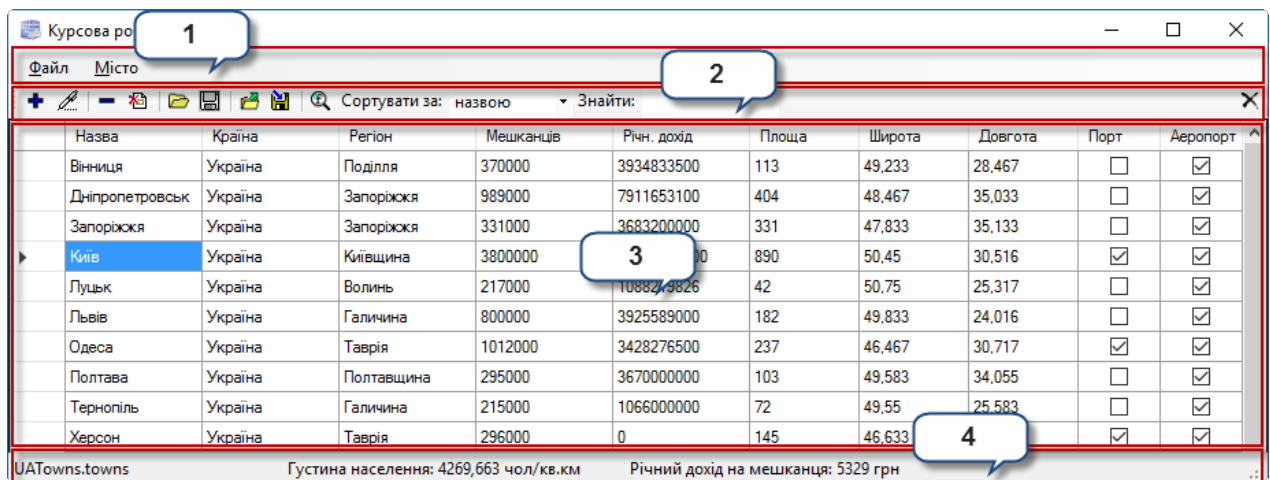 Курсова
1
Файл Місто
2
Сортувати за: назвою Знайти:
Назва Країна Регіон Мешканців Річн. дохід Площа Широта Довгота Порт Аеропорт
Вінниця Україна Поділля 370000 3934833500 113 49,233 28,467
Дніпропетровськ Україна Запоріжжя 989000 7911653100 404 48,467 35,033
Запоріжжя Україна Запоріжжя 331000 3683200000 331 47,833 35,133
Київ Україна Київщина 3800000 3 890 50,45 30,516
Луцьк Україна Волинь 217000 42 50,75 25,317
Львів Україна Галичина 800000 3925589000 182 49,833 24,016
Одеса Україна Таврія 1012000 3428276500 237 46,467 30,717
Полтава Україна Полтавщина 295000 3670000000 103 49,583 34,055
Тернопіль Україна Галичина 215000 1066000000 72 49,55 25,583
Херсон Україна Таврія 296000 0 145 46,633 4
UATowns.towns Густина населення: 4269,663 чол/кв.км Річний дохід на мешканця: 5329 грн